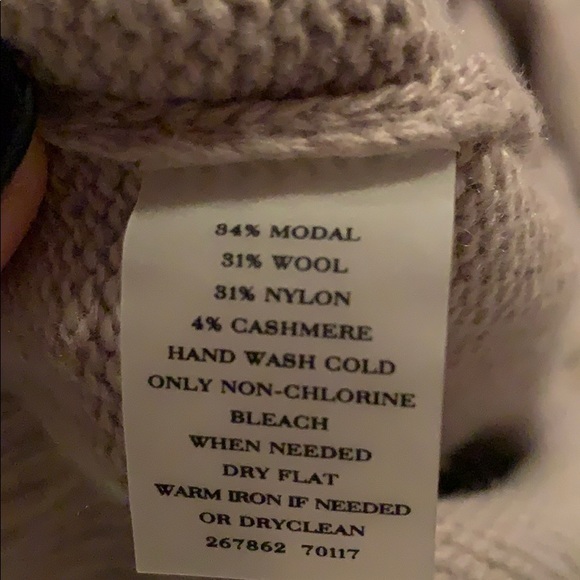 34% MODAL
31% WOOL
31% NYLON
4% CASHMERE
HAND WASH COLD
ONLY NON-CHLORINE
BLEACH
WHEN NEEDED
DRY FLAT
WARM IRON IF NEEDED
OR DRYCLEAN
267862 70117